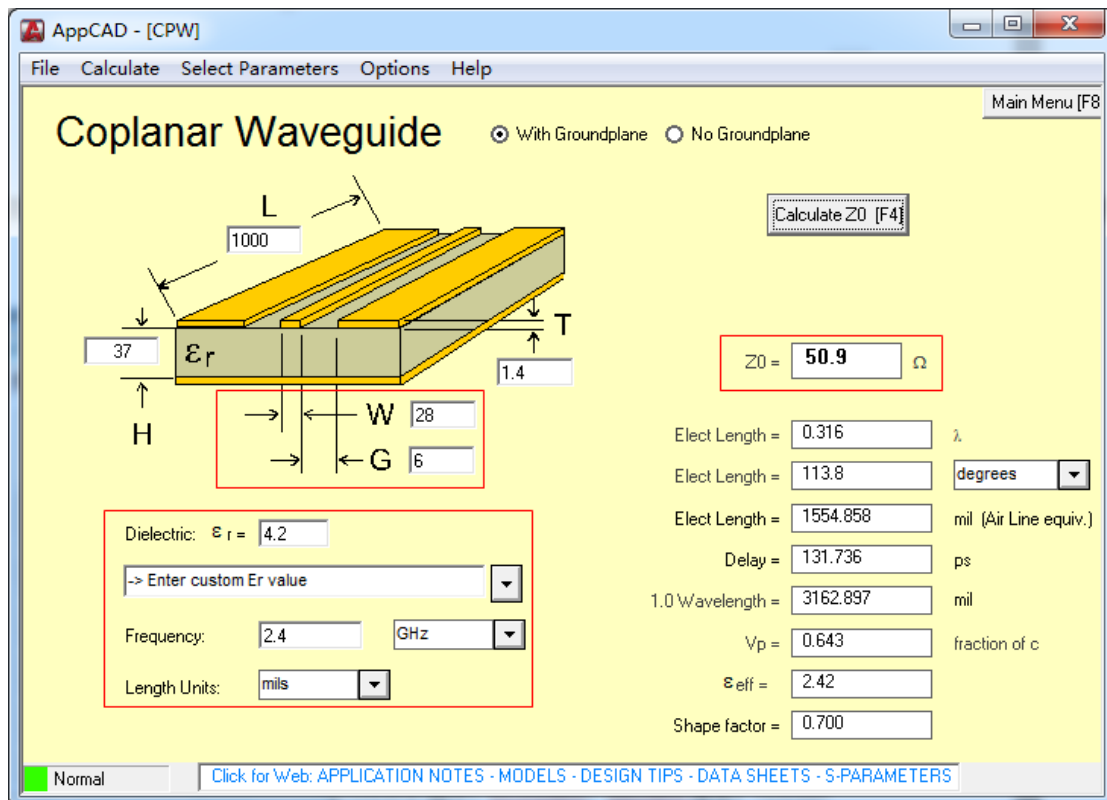 AppCAD - [CPW]
File Calculate Select Parameters Options Help
Main Menu [F8
Coplanar Waveguide
With Groundplane No Groundplane
L
1000
Calculate Z0 [F4]
37
εr
T
1.4
H
W 28
G 6
Z0 = 50.9 Ω
Elect Length = 0.316 λ
Elect Length = 113.8 degrees
Elect Length = 1554.858 mil (Air Line equiv.)
Delay = 131.736 ps
1.0 Wavelength = 3162.897 mil
Vp = 0.643 fraction of c
εeff = 2.42
Shape factor = 0.700
Dielectric: εr = 4.2
-> Enter custom Er value
Frequency: 2.4 GHz
Length Units: mils
Normal
Click for Web: APPLICATION NOTES - MODELS - DESIGN TIPS - DATA SHEETS - S-PARAMETERS